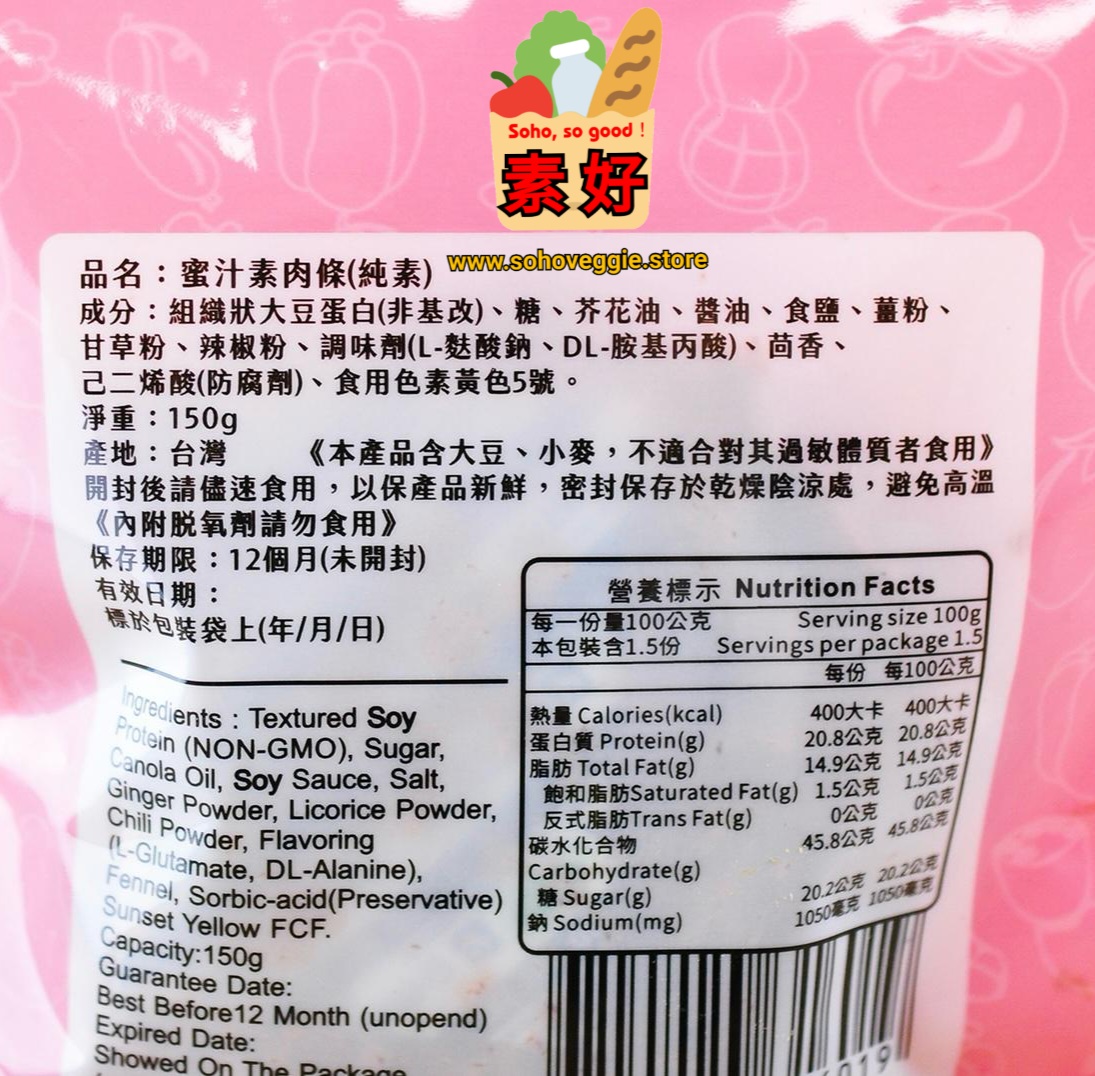 Soho, so good !
素好
www.sohoveggie.store
品名：蜜汁素肉條(純素)
成分：組織狀大豆蛋白(非基改)、糖、芥花油、醬油、食鹽、薑粉、
甘草粉、辣椒粉、調味劑(L-麩酸鈉、DL-胺基丙酸)、茴香、
己二烯酸(防腐劑)、食用色素黃色5號。
淨重：150g
產地：台灣 《本產品含大豆、小麥，不適合對其過敏體質者食用》
開封後請儘速食用，以保產品新鮮，密封保存於乾燥陰涼處，避免高溫
《內附脫氧劑請勿食用》
保存期限：12個月(未開封)
有效日期：
標於包裝袋上(年/月/日)
Ingredients : Textured Soy
Protein (NON-GMO), Sugar,
Canola Oil, Soy Sauce, Salt,
Ginger Powder, Licorice Powder,
Chili Powder, Flavoring
(L-Glutamate, DL-Alanine),
Fennel, Sorbic-acid(Preservative)
Sunset Yellow FCF.
Capacity:150g
Guarantee Date:
Best Before12 Month (unopend)
Expired Date:
Showed On The Package
營養標示 Nutrition Facts
每一份量100公克 Serving size 100g
本包裝含1.5份 Servings per package 1.5
每份 每100公克
熱量 Calories(kcal) 400大卡 400大卡
蛋白質 Protein(g) 20.8公克 20.8公克
脂肪 Total Fat(g) 14.9公克 14.9公克
飽和脂肪Saturated Fat(g) 1.5公克 1.5公克
反式脂肪Trans Fat(g) 0公克 0公克
碳水化合物 45.8公克 45.8公克
Carbohydrate(g)
糖 Sugar(g) 20.2公克 20.2公克
鈉 Sodium(mg) 1050毫克 1050毫克
019